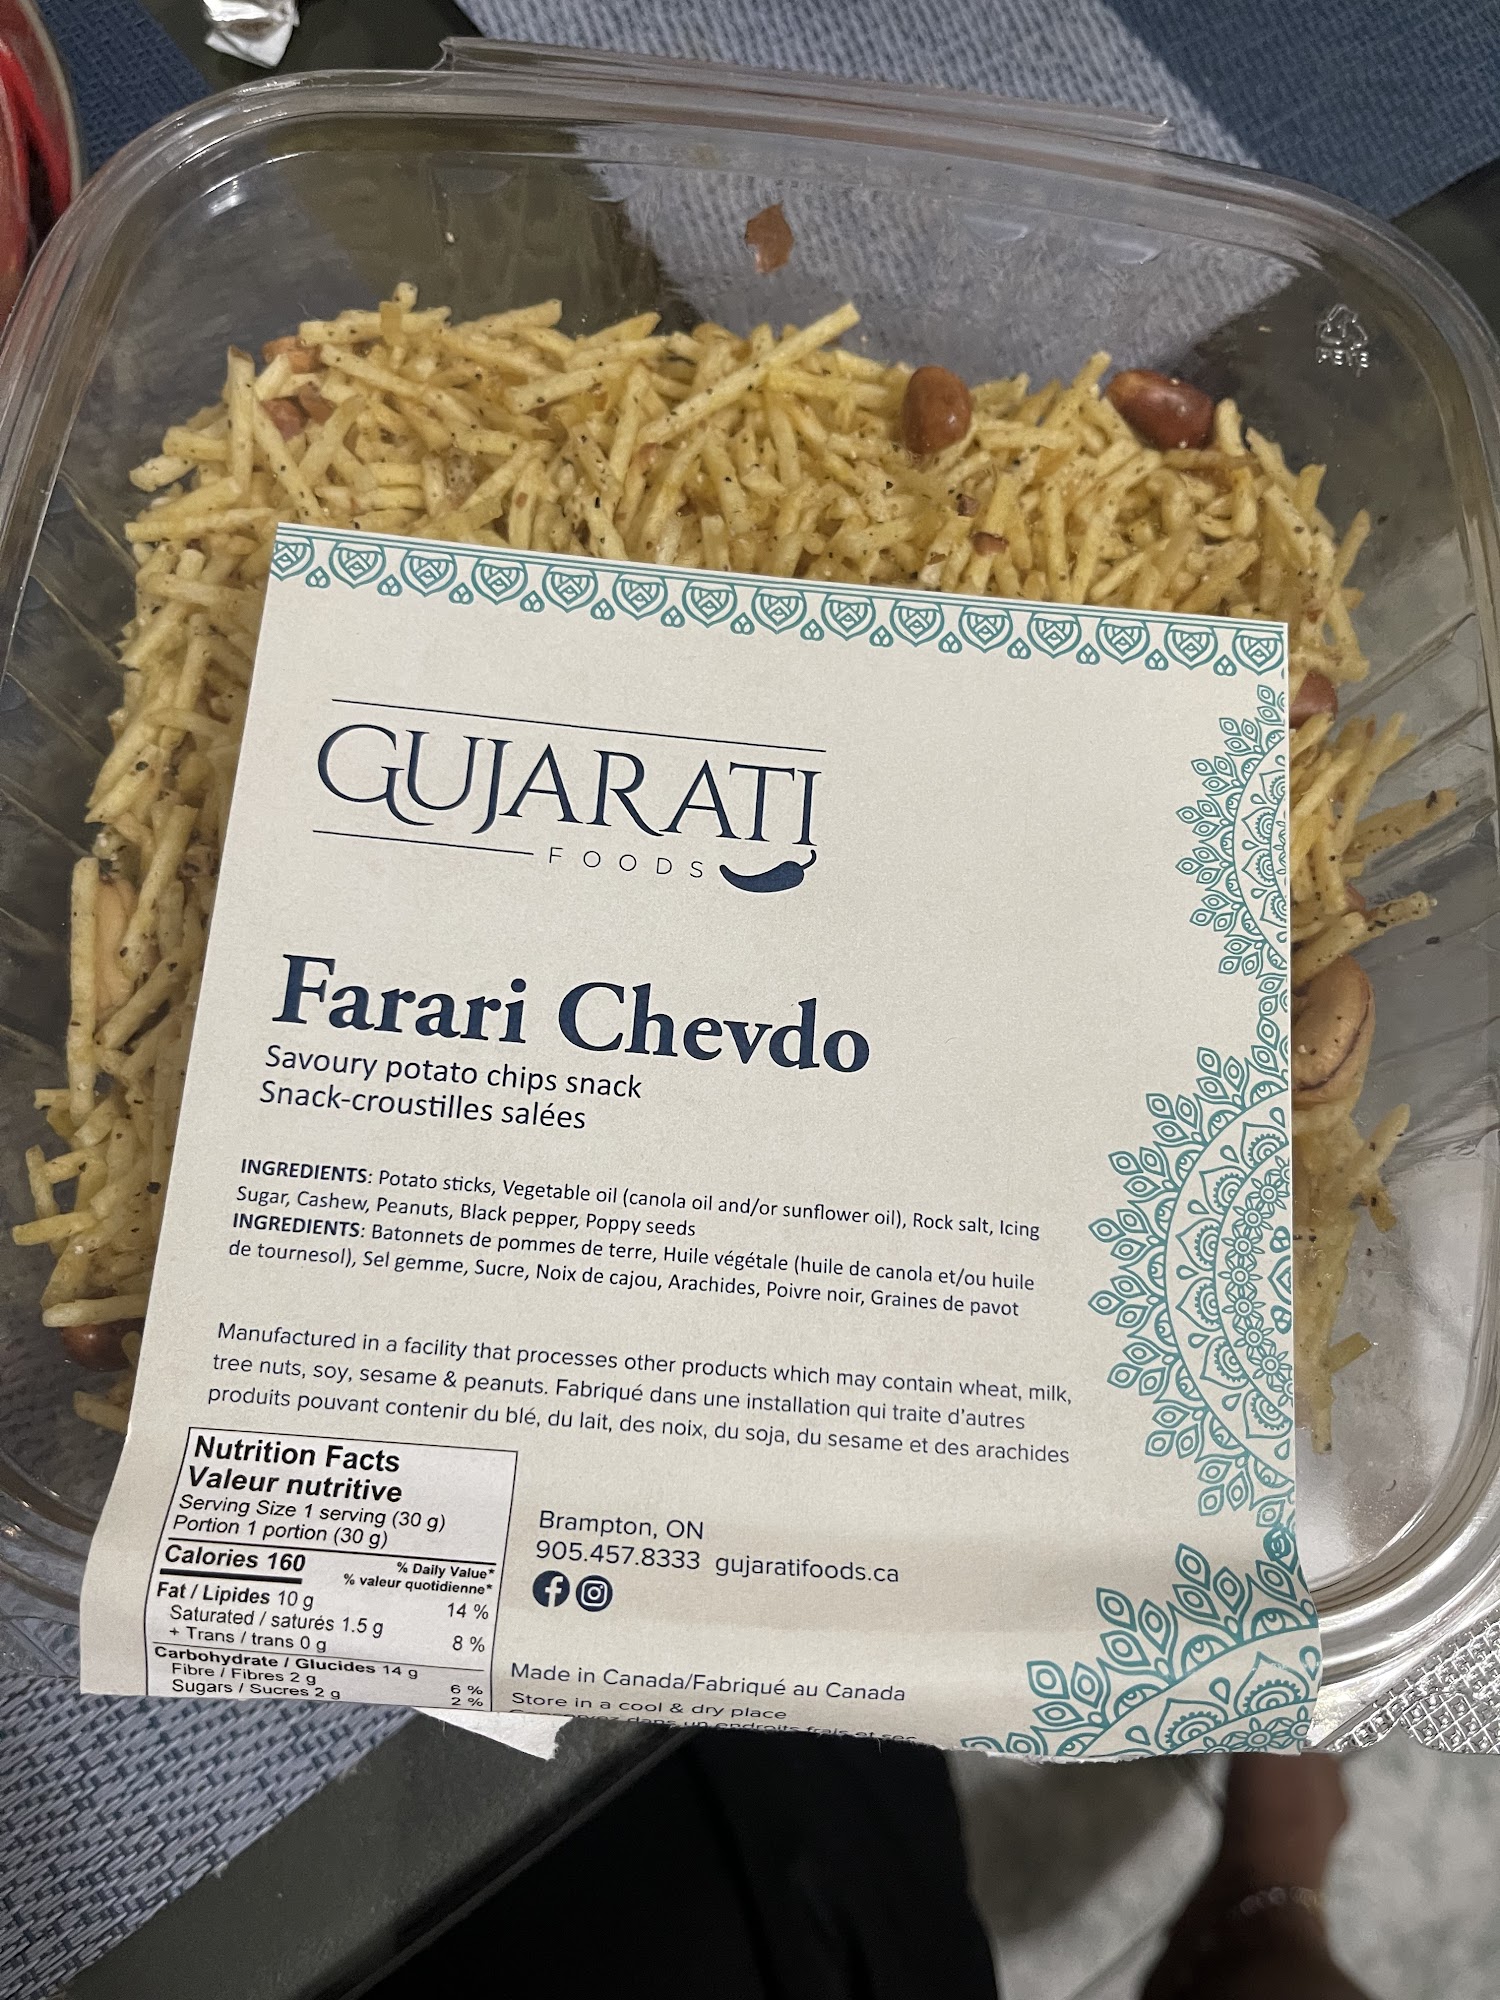 GUJARATI
FOODS
Farari Chevdo
Savoury potato chips snack
Snack-croustilles salées
INGREDIENTS: Potato sticks, Vegetable oil (canola oil and/or sunflower oil), Rock salt, Icing
Sugar, Cashew, Peanuts, Black pepper, Poppy seeds
INGREDIENTS: Batonnets de pommes de terre, Huile végétale (huile de canola et/ou huile
de tournesol), Sel gemme, Sucre, Noix de cajou, Arachides, Poivre noir, Graines de pavot
Manufactured in a facility that processes other products which may contain wheat, milk,
tree nuts, soy, sesame & peanuts. Fabriqué dans une installation qui traite d'autres
produits pouvant contenir du blé, du lait, des noix, du soja, du sesame et des arachides
Nutrition Facts
Valeur nutritive
Serving Size 1 serving (30 g)
Portion 1 portion (30 g)
Calories 160
% Daily Value*
% valeur quotidienne*
Fat / Lipides 10 g 14 %
Saturated / saturés 1.5 g
+ Trans / trans 0 g 8 %
Carbohydrate / Glucides 14 g
Fibre / Fibres 2 g 6 %
Sugars / Sucres 2 g 2 %
Brampton, ON
905.457.8333 gujaratifoods.ca
Made in Canada/Fabriqué au Canada
Store in a cool & dry place
dans un endroits frais et sec